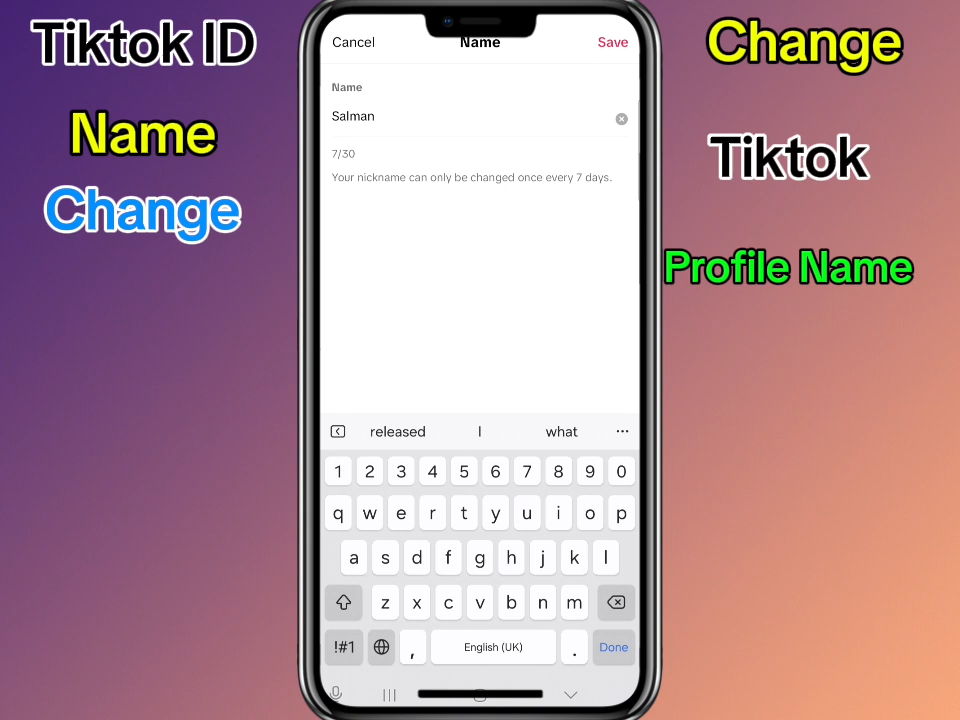 Tiktok ID
Name
Change
Change
Tiktok
Profile Name
Cancel Name Save
Name
Salman
7/30
Your nickname can only be changed once every 7 days.
released I what ...
1 2 3 4 5 6 7 8 9 0
q w e r t y u i o p
a s d f g h j k l
z x c v b n m
!#1 , English (UK) . Done